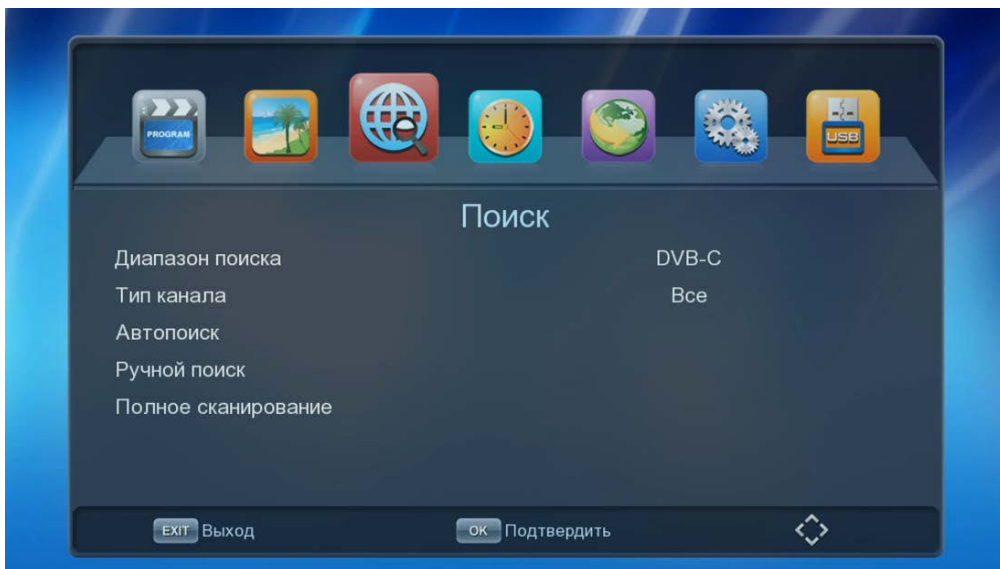 PROGRAM
USB
Поиск
Диапазон поиска DVB-C
Тип канала Все
Автопоиск
Ручной поиск
Полное сканирование
EXIT Выход OK Подтвердить